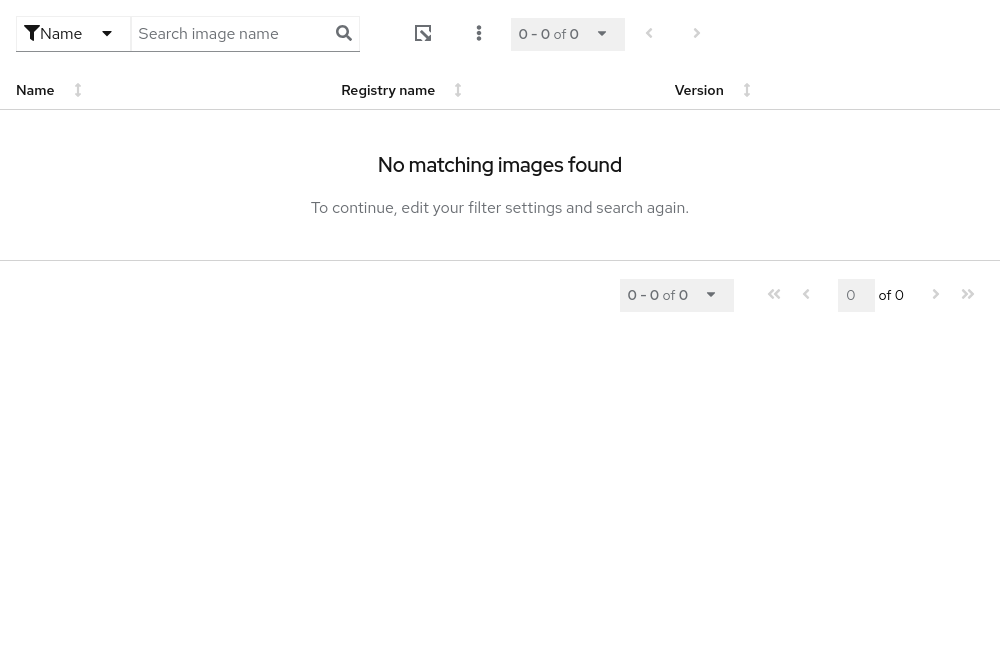 Name Search image name 0 - 0 of 0
Name Registry name Version
No matching images found
To continue, edit your filter settings and search again.
0 - 0 of 0 0 of 0